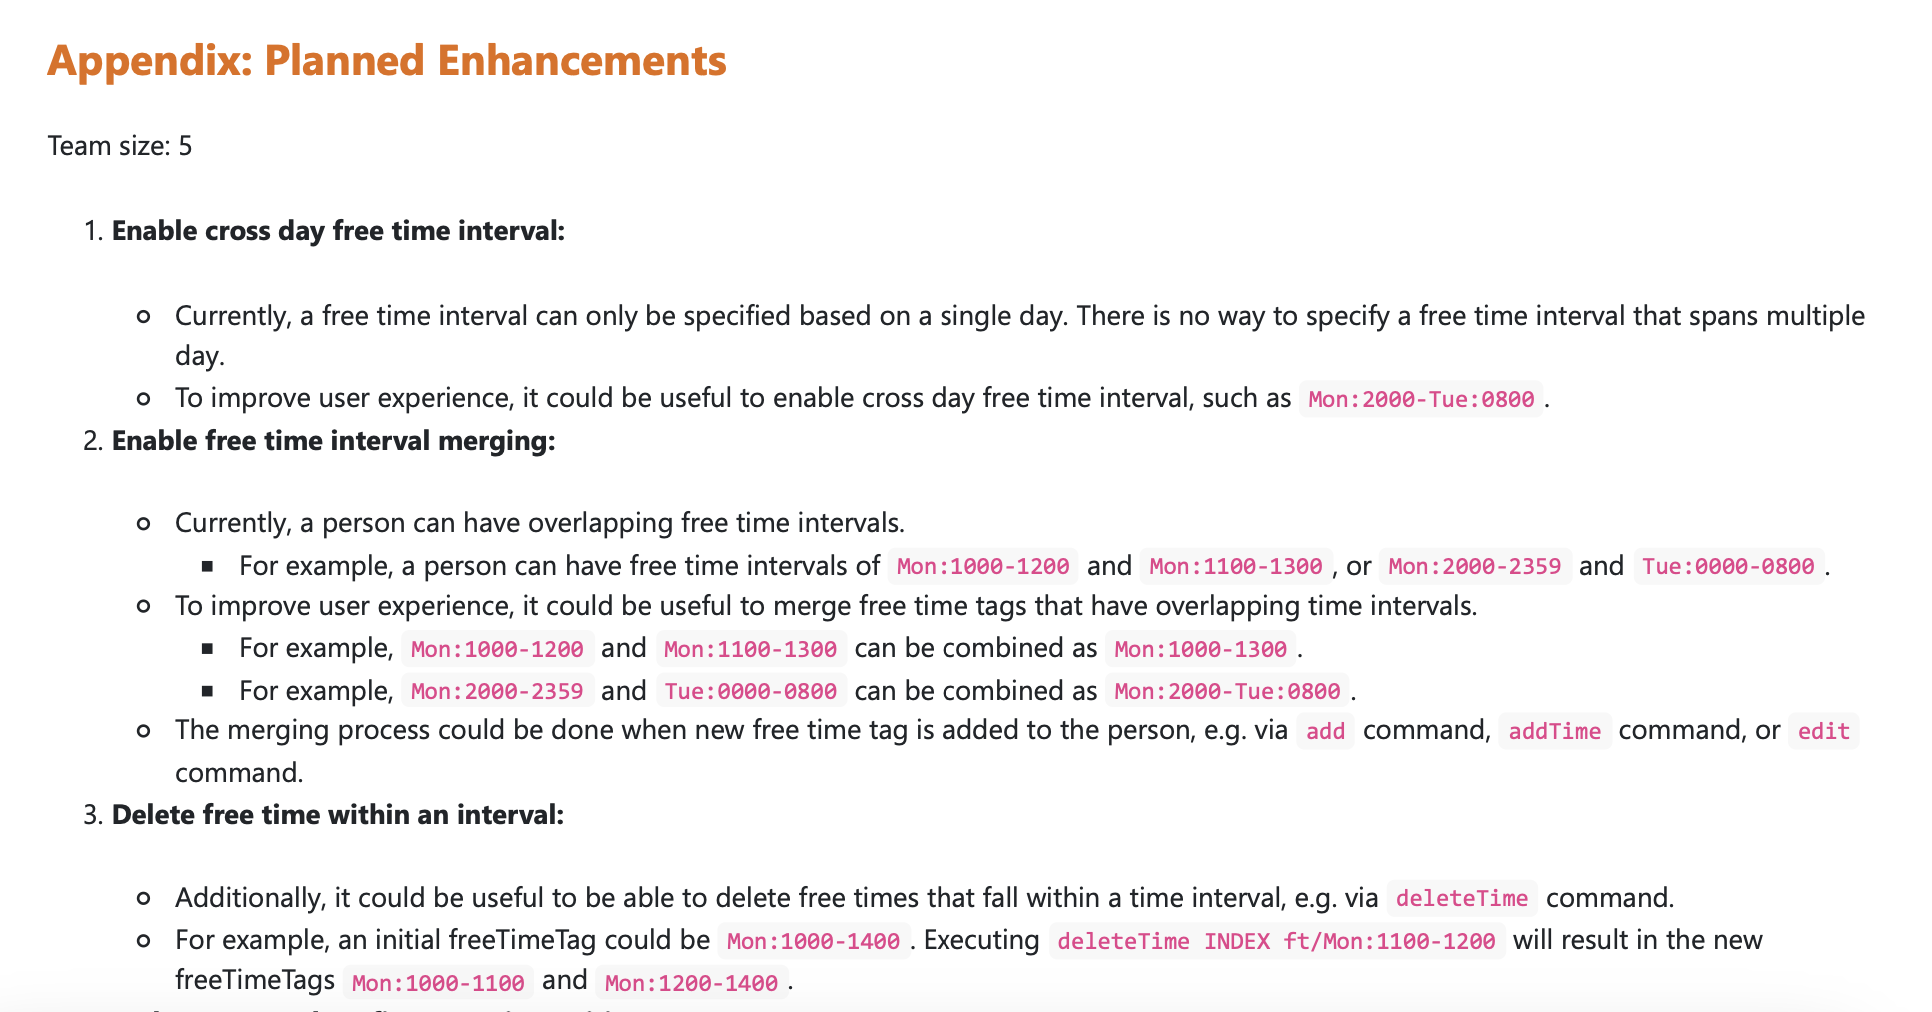 Appendix: Planned Enhancements
Team size: 5
1. Enable cross day free time interval:
Currently, a free time interval can only be specified based on a single day. There is no way to specify a free time interval that spans multiple
day.
To improve user experience, it could be useful to enable cross day free time interval, such as Mon:2000-Tue:0800 .
2. Enable free time interval merging:
Currently, a person can have overlapping free time intervals.
For example, a person can have free time intervals of Mon:1000-1200 and Mon:1100-1300 , or Mon:2000-2359 and Tue:0000-0800 .
To improve user experience, it could be useful to merge free time tags that have overlapping time intervals.
For example, Mon:1000-1200 and Mon:1100-1300 can be combined as Mon:1000-1300 .
For example, Mon:2000-2359 and Tue:0000-0800 can be combined as Mon:2000-Tue:0800 .
The merging process could be done when new free time tag is added to the person, e.g. via add command, addTime command, or edit
command.
3. Delete free time within an interval:
Additionally, it could be useful to be able to delete free times that fall within a time interval, e.g. via deleteTime command.
For example, an initial freeTimeTag could be Mon:1000-1400 . Executing deleteTime INDEX ft/Mon:1100-1200 will result in the new
freeTimeTags Mon:1000-1100 and Mon:1200-1400 .